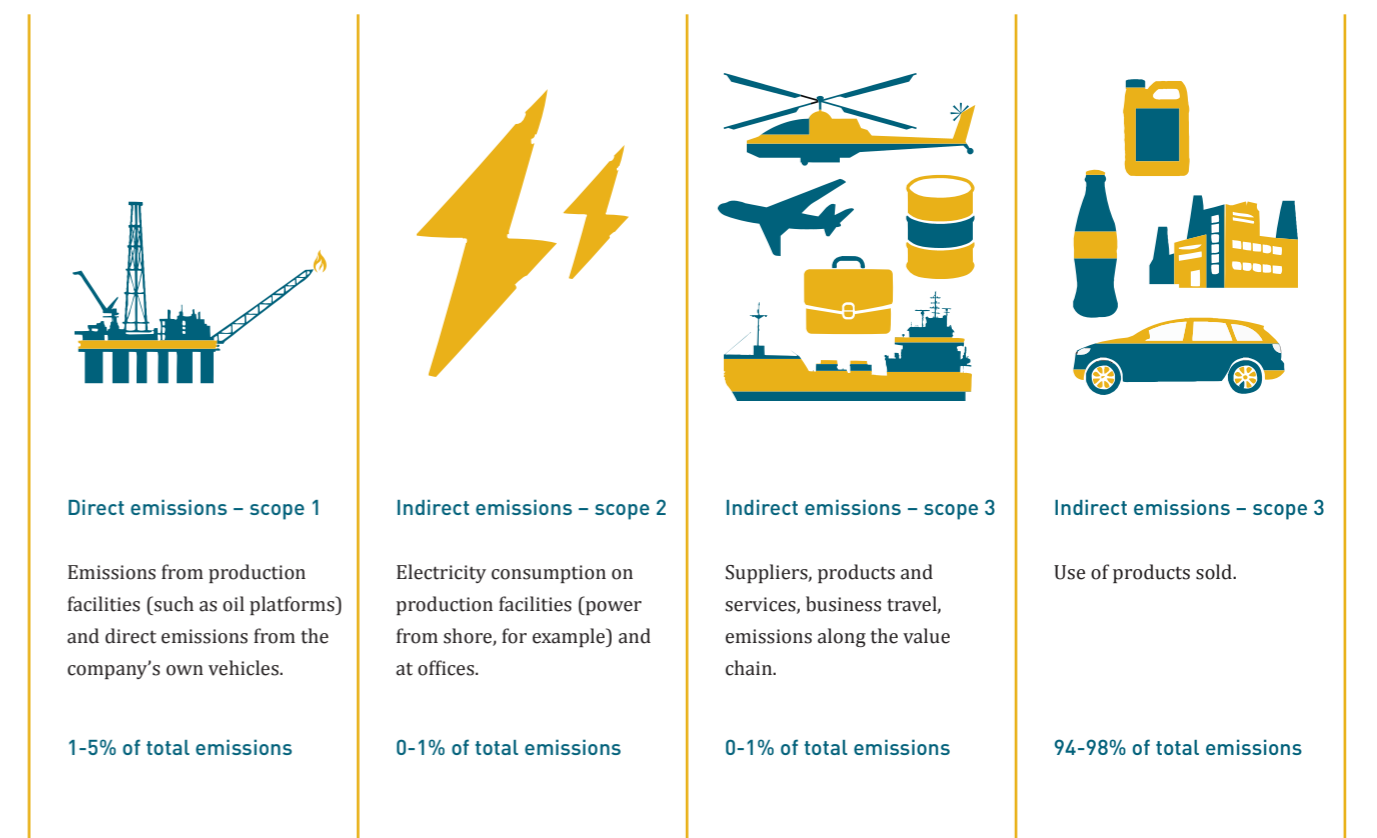 Direct emissions – scope 1
Emissions from production
facilities (such as oil platforms)
and direct emissions from the
company’s own vehicles.
1-5% of total emissions
Indirect emissions – scope 2
Electricity consumption on
production facilities (power
from shore, for example) and
at offices.
0-1% of total emissions
Indirect emissions – scope 3
Suppliers, products and
services, business travel,
emissions along the value
chain.
0-1% of total emissions
Indirect emissions – scope 3
Use of products sold.
94-98% of total emissions